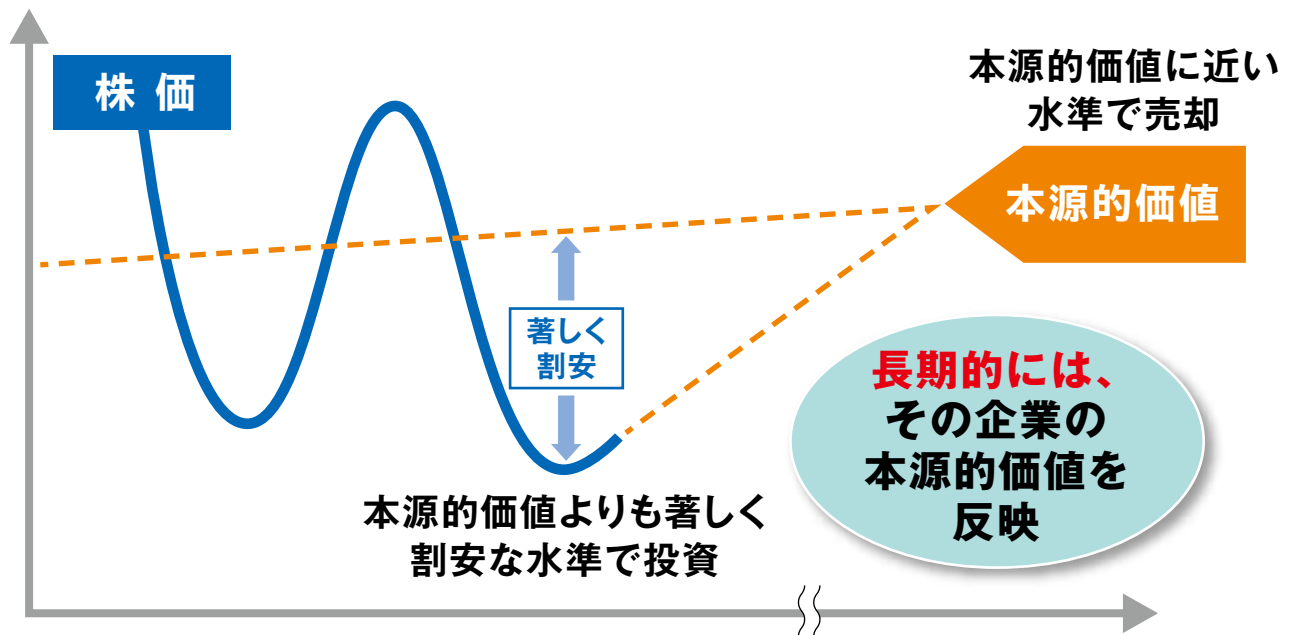 株価
本源的価値に近い
水準で売却
本源的価値
著しく
割安
長期的には、
その企業の
本源的価値を
反映
本源的価値よりも著しく
割安な水準で投資